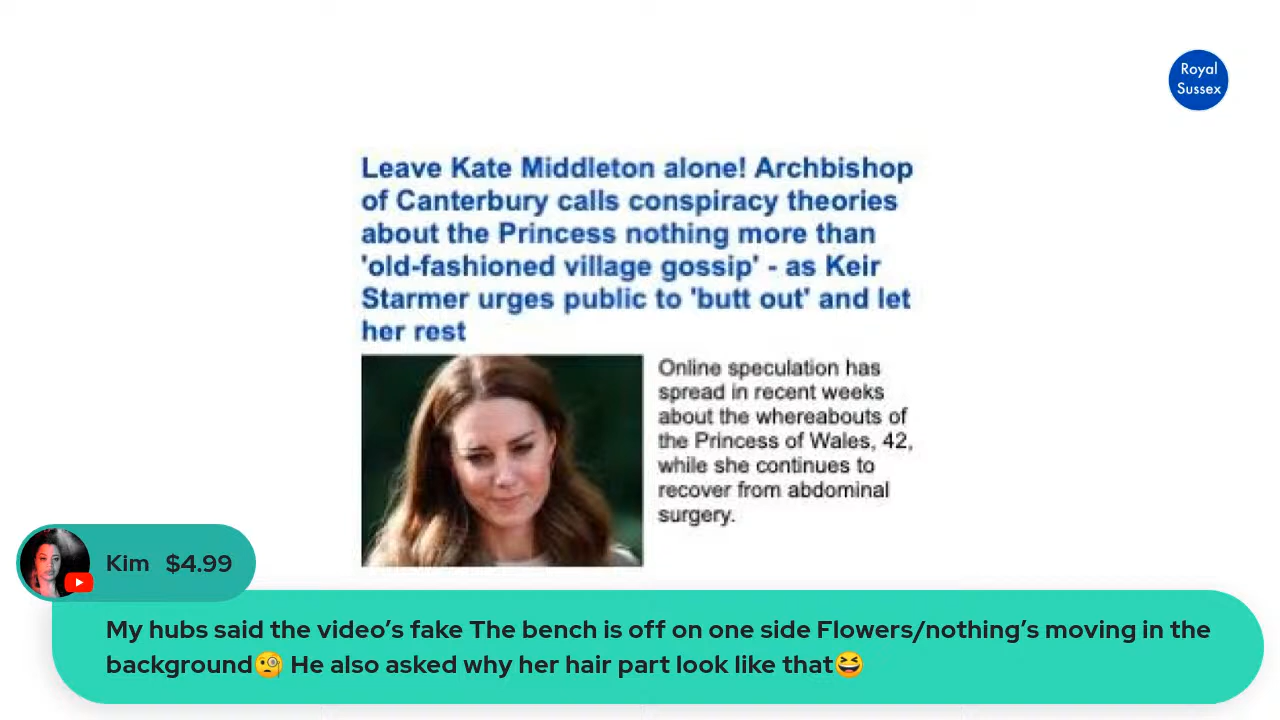 Royal
Sussex
Leave Kate Middleton alone! Archbishop
of Canterbury calls conspiracy theories
about the Princess nothing more than
'old-fashioned village gossip' - as Keir
Starmer urges public to 'butt out' and let
her rest
Online speculation has
spread in recent weeks
about the whereabouts of
the Princess of Wales, 42,
while she continues to
recover from abdominal
surgery.
Kim $4.99
My hubs said the video's fake The bench is off on one side Flowers/nothing's moving in the
background🧐 He also asked why her hair part look like that😆